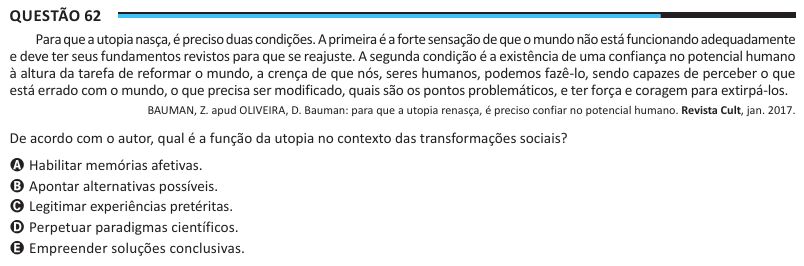 QUESTÃO 62
Para que a utopia nasça, é preciso duas condições. A primeira é a forte sensação de que o mundo não está funcionando adequadamente
e deve ter seus fundamentos revistos para que se reajuste. A segunda condição é a existência de uma confiança no potencial humano
à altura da tarefa de reformar o mundo, a crença de que nós, seres humanos, podemos fazê-lo, sendo capazes de perceber o que
está errado com o mundo, o que precisa ser modificado, quais são os pontos problemáticos, e ter força e coragem para extirpá-los.
BAUMAN, Z. apud OLIVEIRA, D. Bauman: para que a utopia renasça, é preciso confiar no potencial humano. Revista Cult, jan. 2017.
De acordo com o autor, qual é a função da utopia no contexto das transformações sociais?
A Habilitar memórias afetivas.
B Apontar alternativas possíveis.
C Legitimar experiências pretéritas.
D Perpetuar paradigmas científicos.
E Empreender soluções conclusivas.